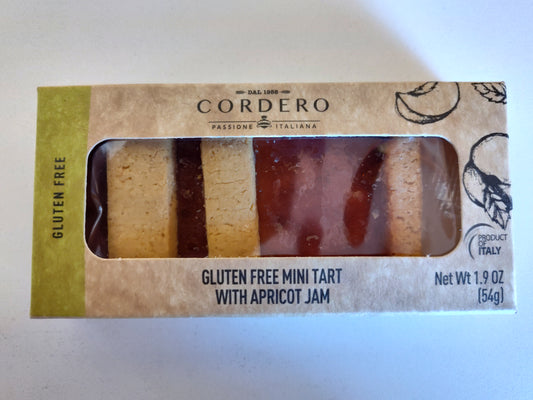 DAL 1956
CORDERO
PASSIONE ITALIANA
GLUTEN FREE
PRODUCT
OF
ITALY
GLUTEN FREE MINI TART
WITH APRICOT JAM
Net Wt 1.9 OZ
(54g)